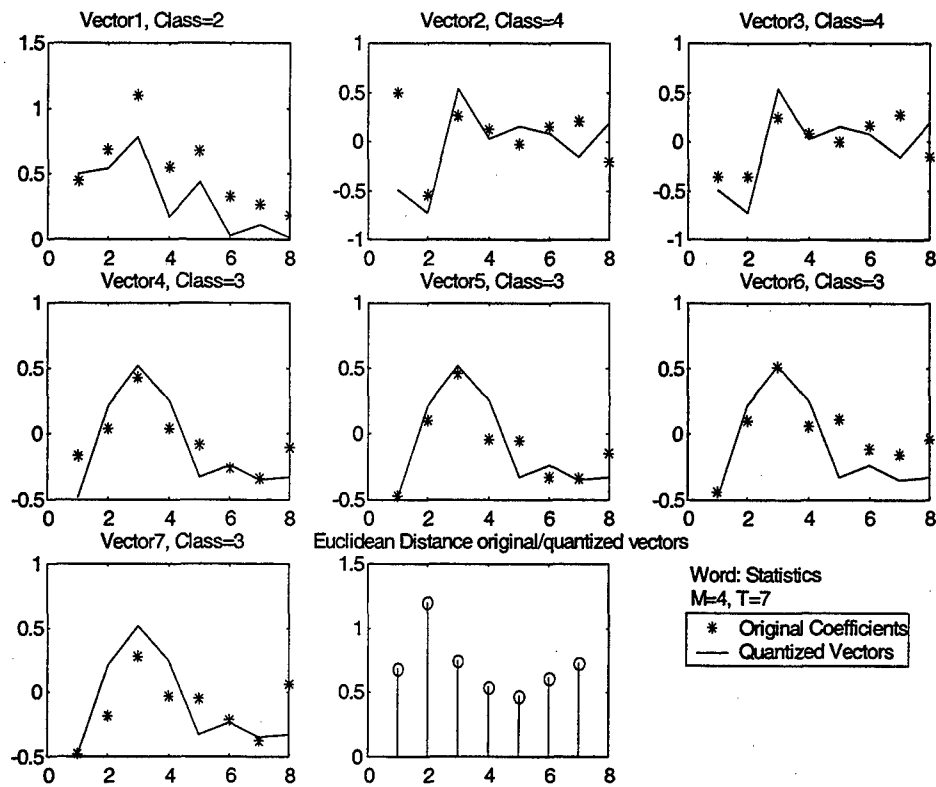 Vector1, Class=2
Vector2, Class=4
Vector3, Class=4
1.5
1
0.5
0
0 2 4 6 8
1
0.5
0
-0.5
-1
0 2 4 6 8
1
0.5
0
-0.5
-1
0 2 4 6 8
Vector4, Class=3
Vector5, Class=3
Vector6, Class=3
1
0.5
0
-0.5
0 2 4 6 8
1
0.5
0
-0.5
0 2 4 6 8
1
0.5
0
-0.5
0 2 4 6 8
Vector7, Class=3
Euclidean Distance original/quantized vectors
1
0.5
0
-0.5
0 2 4 6 8
1.5
1
0.5
0
0 2 4 6 8
Word: Statistics
M=4, T=7
Original Coefficients
Quantized Vectors